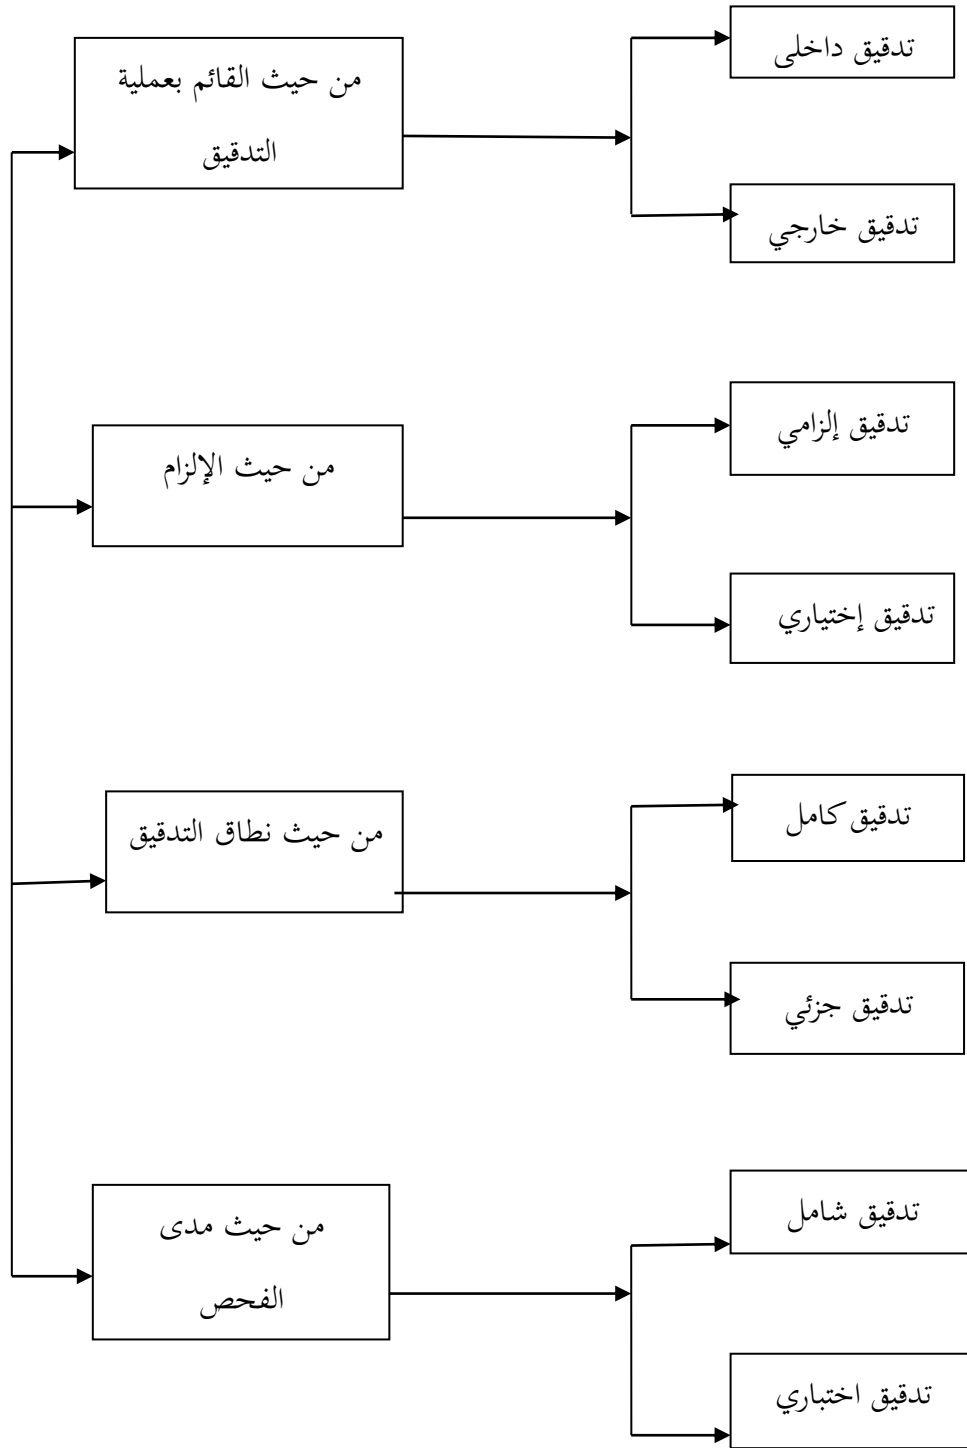 من حيث القائم بعملية
التدقيق
تدقيق داخلى
تدقيق خارجي
من حيث الإلزام
تدقيق إلزامي
تدقيق إختياري
من حيث نطاق التدقيق
تدقيق كامل
تدقيق جزئي
من حيث مدى
الفحص
تدقيق شامل
تدقيق اختباري